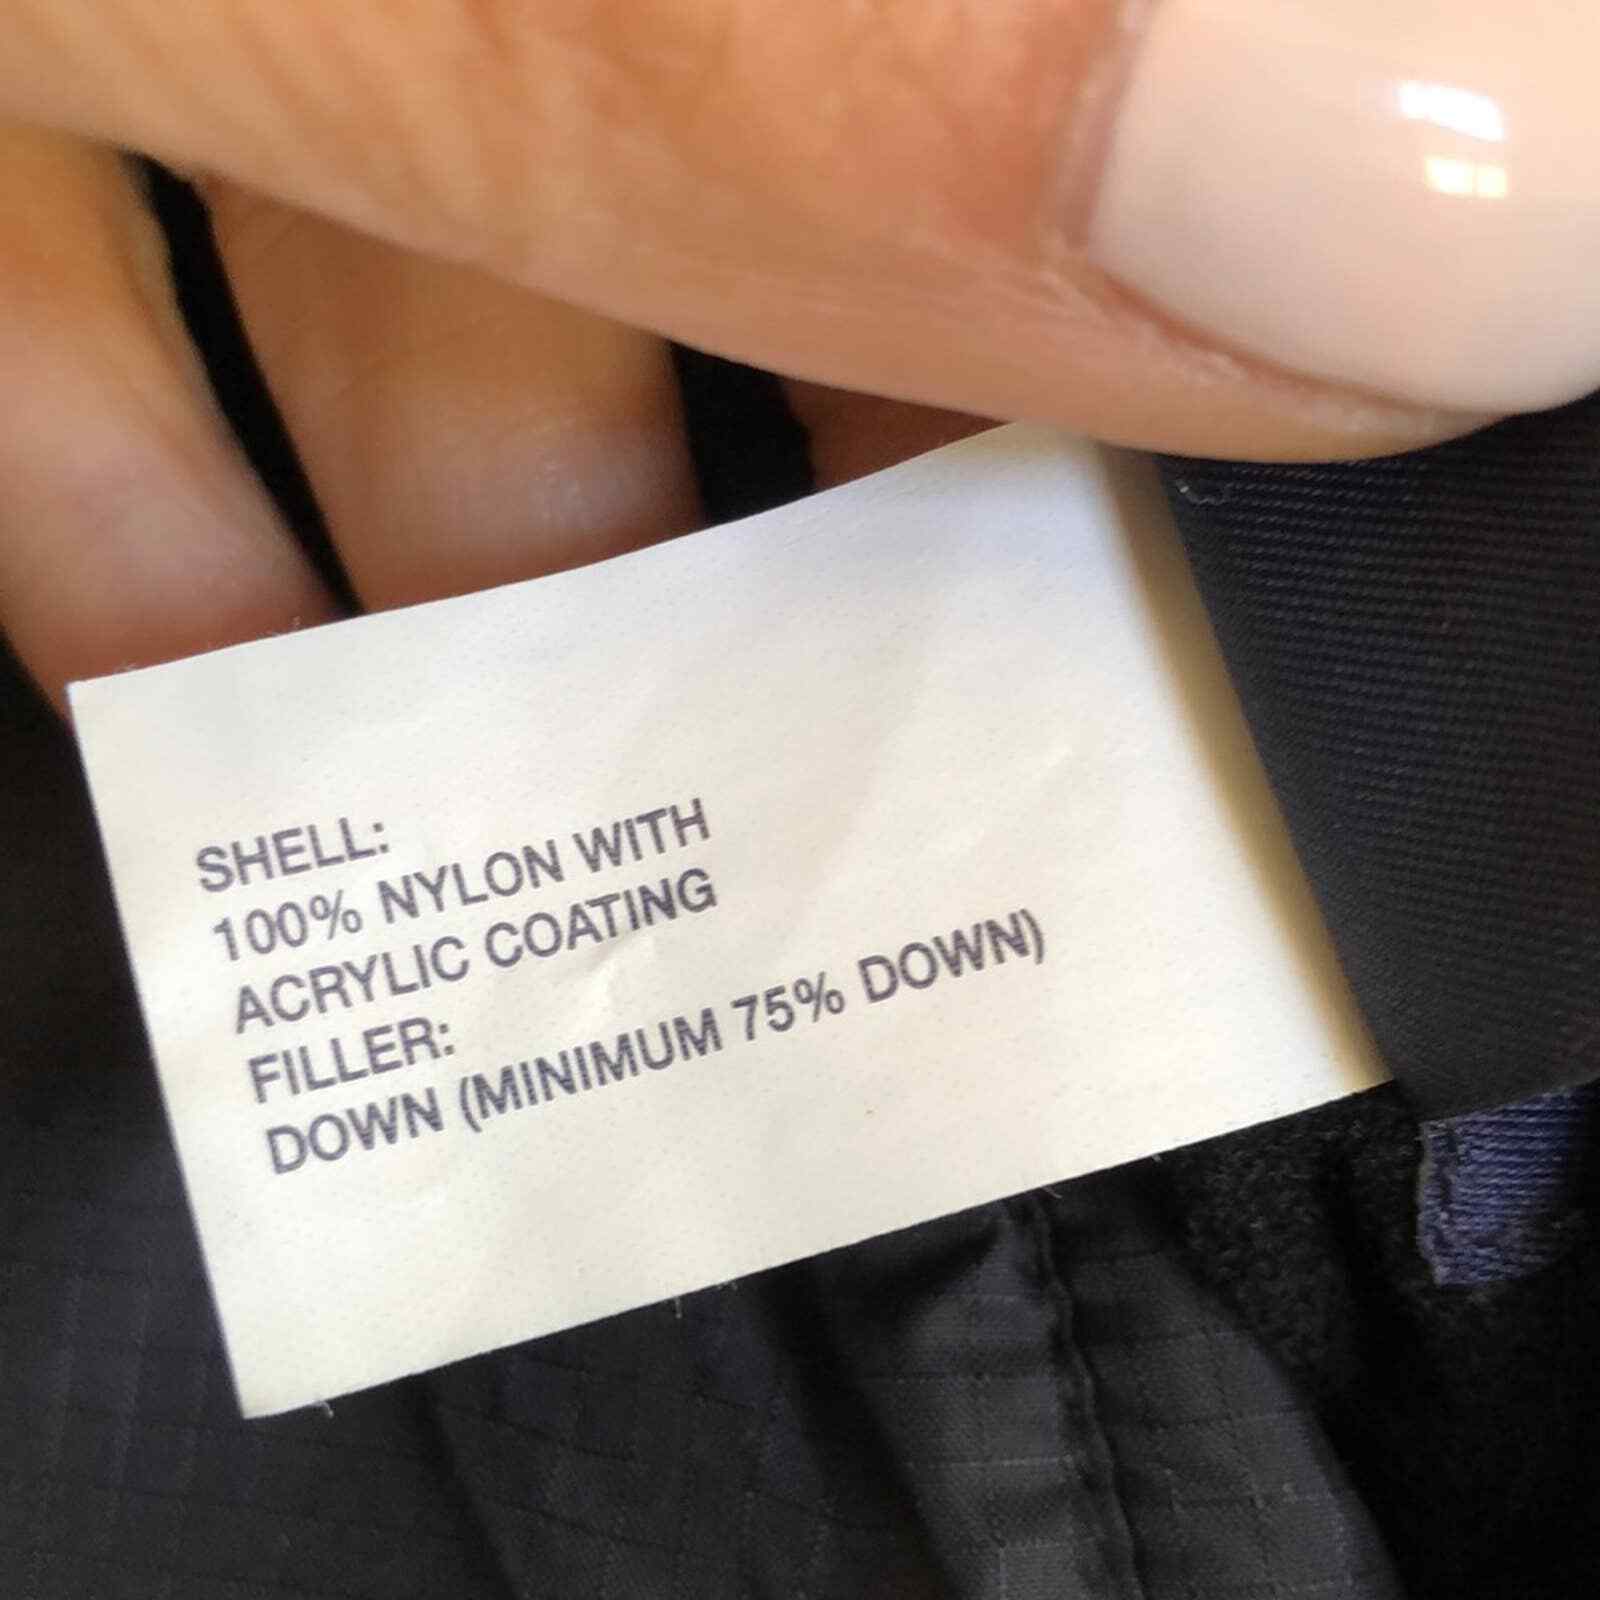 SHELL:
100% NYLON WITH
ACRYLIC COATING
FILLER:
DOWN (MINIMUM 75% DOWN)